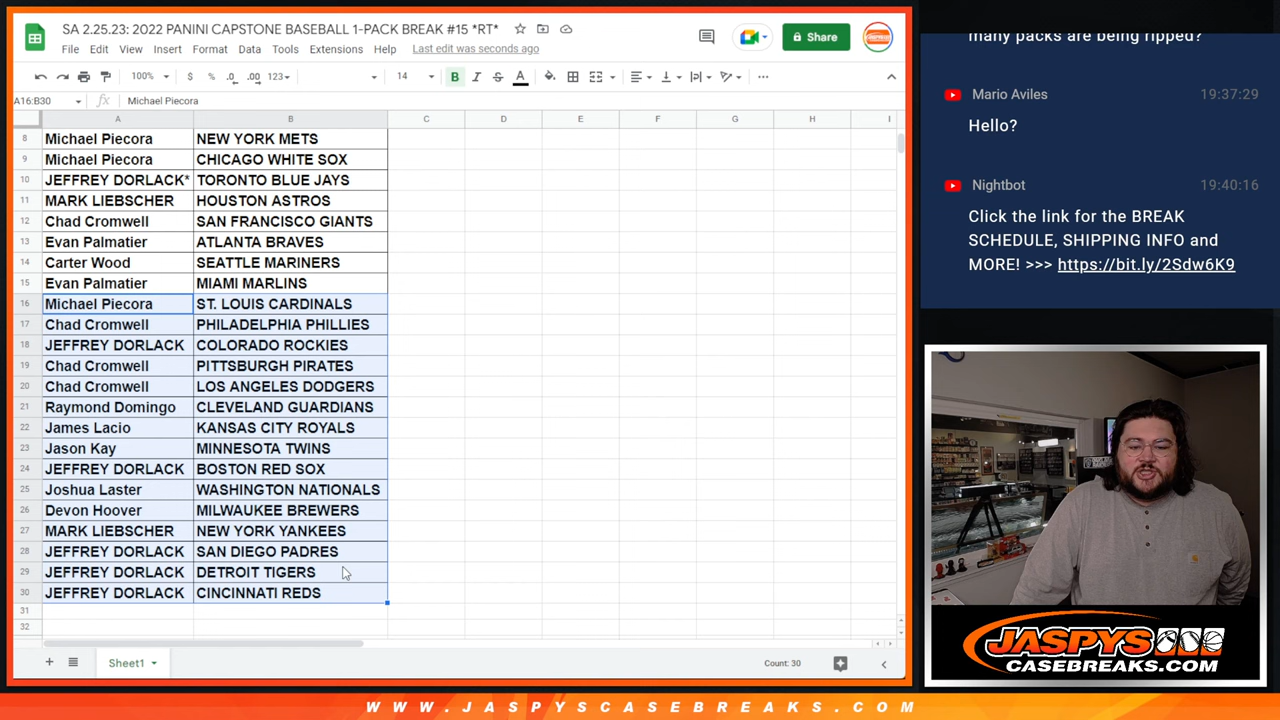 SA 2.25.23: 2022 PANINI CAPSTONE BASEBALL 1-PACK BREAK #15 *RT*
File Edit View Insert Format Data Tools Extensions Help Last edit was seconds ago
Share
100% $ % .0 .00 123 14 B I S A
A16:B30 fx Michael Piecora
A B C D E F G H I
8 Michael Piecora NEW YORK METS
9 Michael Piecora CHICAGO WHITE SOX
10 JEFFREY DORLACK* TORONTO BLUE JAYS
11 MARK LIEBSCHER HOUSTON ASTROS
12 Chad Cromwell SAN FRANCISCO GIANTS
13 Evan Palmatier ATLANTA BRAVES
14 Carter Wood SEATTLE MARINERS
15 Evan Palmatier MIAMI MARLINS
16 Michael Piecora ST. LOUIS CARDINALS
17 Chad Cromwell PHILADELPHIA PHILLIES
18 JEFFREY DORLACK COLORADO ROCKIES
19 Chad Cromwell PITTSBURGH PIRATES
20 Chad Cromwell LOS ANGELES DODGERS
21 Raymond Domingo CLEVELAND GUARDIANS
22 James Lacio KANSAS CITY ROYALS
23 Jason Kay MINNESOTA TWINS
24 JEFFREY DORLACK BOSTON RED SOX
25 Joshua Laster WASHINGTON NATIONALS
26 Devon Hoover MILWAUKEE BREWERS
27 MARK LIEBSCHER NEW YORK YANKEES
28 JEFFREY DORLACK SAN DIEGO PADRES
29 JEFFREY DORLACK DETROIT TIGERS
30 JEFFREY DORLACK CINCINNATI REDS
31
32
Sheet1 Count: 30
many packs are being ripped?
Mario Aviles 19:37:29
Hello?
Nightbot 19:40:16
Click the link for the BREAK
SCHEDULE, SHIPPING INFO and
MORE! >>> https://bit.ly/2Sdw6K9
JASPYS
CASEBREAKS.COM
WWW.JASPYSCASEBREAKS.COM